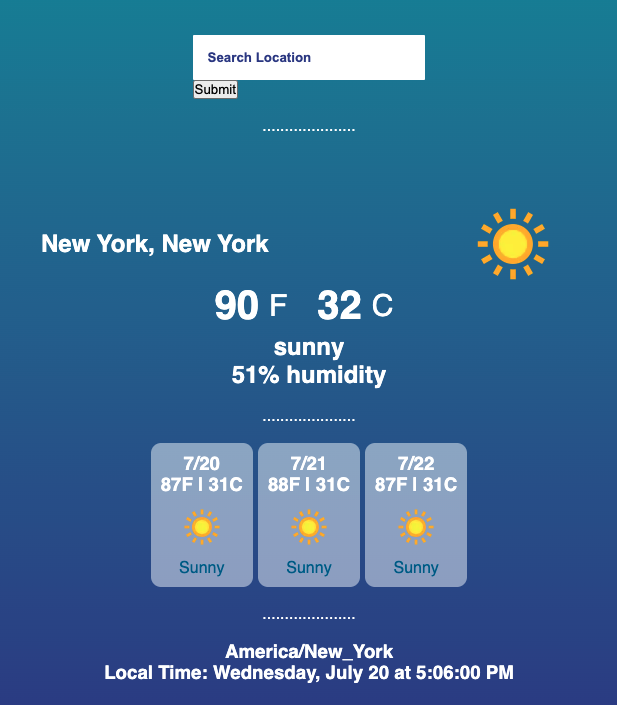 Search Location
Submit
.....................
New York, New York
90 F 32 C
sunny
51% humidity
.....................
7/20 7/21 7/22
87F | 31C 88F | 31C 87F | 31C
Sunny Sunny Sunny
.....................
America/New_York
Local Time: Wednesday, July 20 at 5:06:00 PM